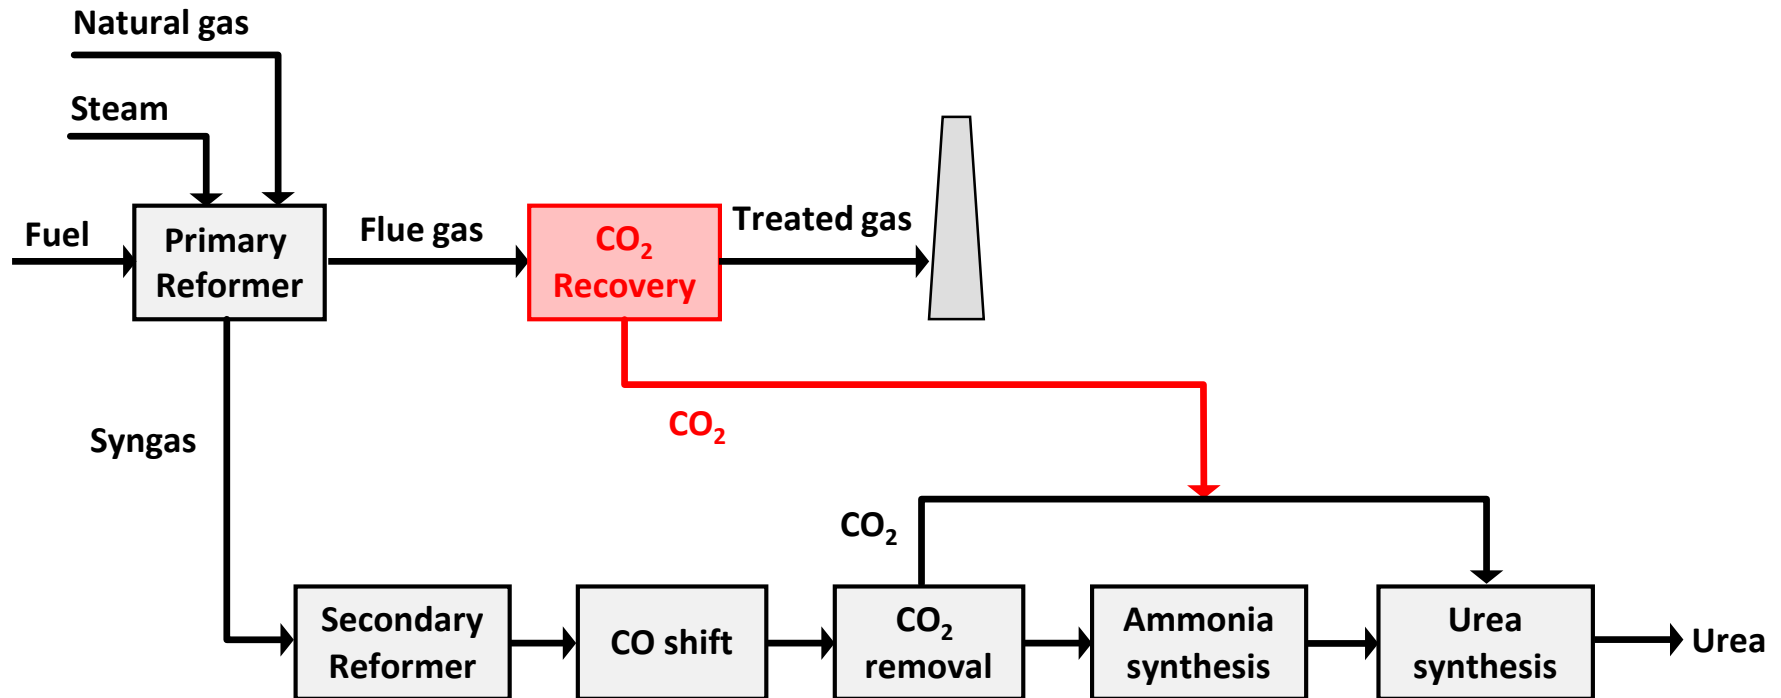 Natural gas
Steam
Fuel
Primary
Reformer
Flue gas
CO₂
Recovery
Treated gas
CO₂
Syngas
CO₂
Secondary
Reformer
CO shift
CO₂
removal
Ammonia
synthesis
Urea
synthesis
Urea